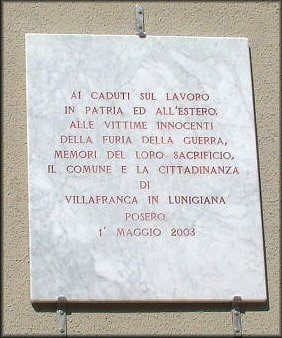 AI CADUTI SUL LAVORO
IN PATRIA ED ALL'ESTERO,
ALLE VITTIME INNOCENTI
DELLA FURIA DELLA GUERRA,
MEMORI DEL LORO SACRIFICIO,
IL COMUNE E LA CITTADINANZA
DI
VILLAFRANCA IN LUNIGIANA
POSERO
1° MAGGIO 2003